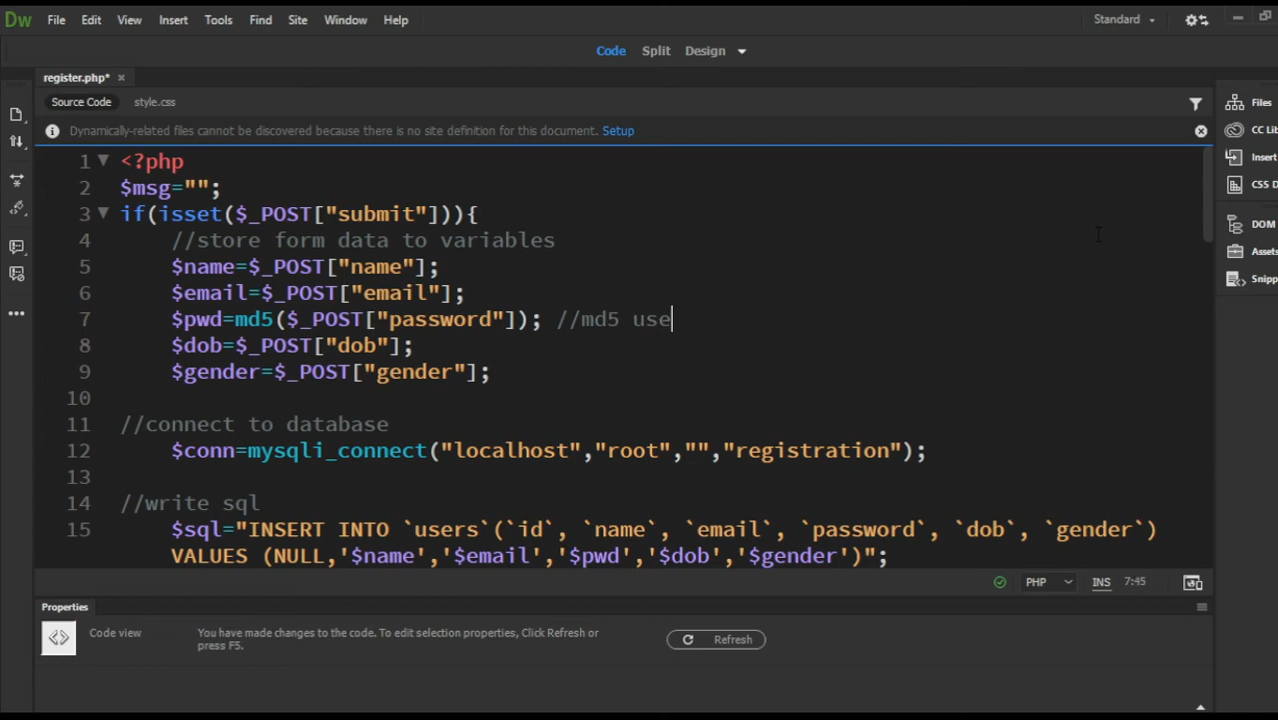 Dw File Edit View Insert Tools Find Site Window Help Standard
Code Split Design
register.php* ×
Source Code style.css
Dynamically-related files cannot be discovered because there is no site definition for this document. Setup
1 <?php
2 $msg="";
3 if(isset($_POST["submit"])){
4 //store form data to variables
5 $name=$_POST["name"];
6 $email=$_POST["email"];
7 $pwd=md5($_POST["password"]); //md5 use
8 $dob=$_POST["dob"];
9 $gender=$_POST["gender"];
10
11 //connect to database
12 $conn=mysqli_connect("localhost","root","","registration");
13
14 //write sql
15 $sql="INSERT INTO `users`(`id`, `name`, `email`, `password`, `dob`, `gender`)
VALUES (NULL,'$name','$email','$pwd','$dob','$gender')";
Files
CC Lib
Insert
CSS D
DOM
Assets
Snipp
PHP INS 7:45
Properties
Code view
You have made changes to the code. To edit selection properties, Click Refresh or
press F5.
Refresh